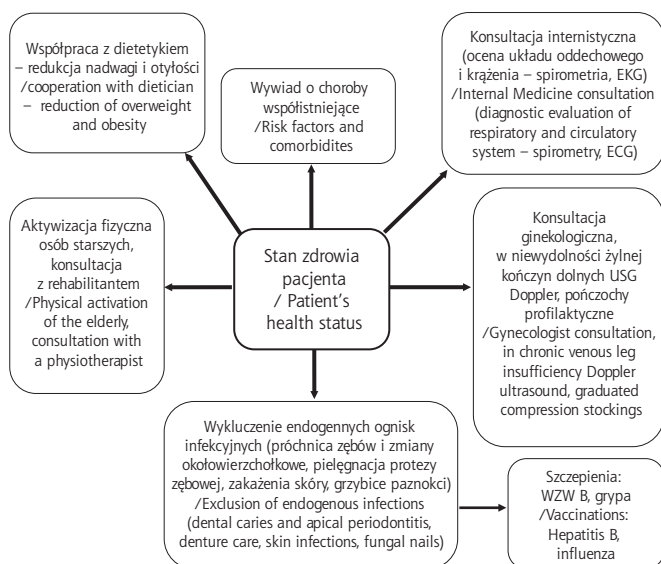 Współpraca z dietetykiem
– redukcja nadwagi i otyłości
/cooperation with dietician
– reduction of overweight
and obesity
Wywiad o choroby
współistniejące
/Risk factors and
comorbidites
Konsultacja internistyczna
(ocena układu oddechowego
i krążenia – spirometria, EKG)
/Internal Medicine consultation
(diagnostic evaluation of
respiratory and circulatory
system – spirometry, ECG)
Aktywizacja fizyczna
osób starszych,
konsultacja
z rehabilitantem
/Physical activation
of the elderly,
consultation with
a physiotherapist
Stan zdrowia
pacjenta
/ Patient's
health status
Konsultacja
ginekologiczna,
w niewydolności żylnej
kończyn dolnych USG
Doppler, pończochy
profilaktyczne
/Gynecologist consultation,
in chronic venous leg
insufficiency Doppler
ultrasound, graduated
compression stockings
Wykluczenie endogennych ognisk
infekcyjnych (próchnica zębów i zmiany
okołowierzchołkowe, pielęgnacja protezy
zębowej, zakażenia skóry, grzybice paznokci)
/Exclusion of endogenous infections
(dental caries and apical periodontitis,
denture care, skin infections, fungal nails)
Szczepienia:
WZW B, grypa
/Vaccinations:
Hepatitis B,
influenza